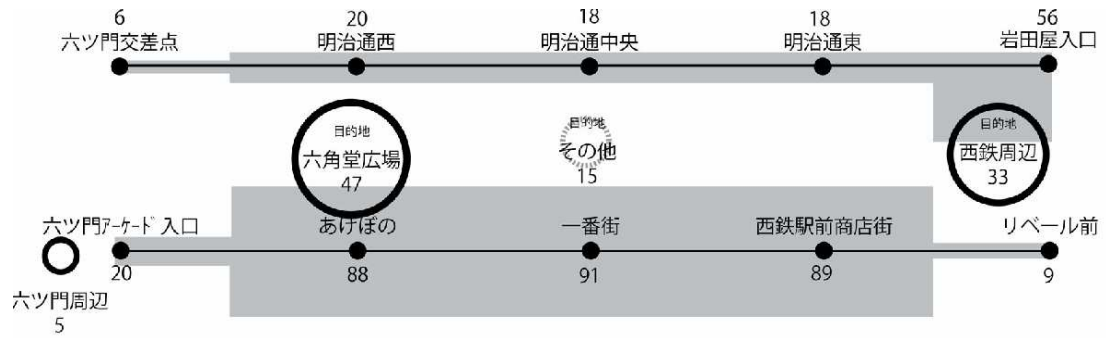 6
20
18
18
56
六ツ門交差点
明治通西
明治通中央
明治通東
岩田屋入口
目的地
六角堂広場
47
目的地
その他
15
目的地
西鉄周辺
33
六ツ門ｱｰｹｰﾄﾞ入口
あけぼの
一番街
西鉄駅前商店街
リベール前
20
88
91
89
9
六ツ門周辺
5